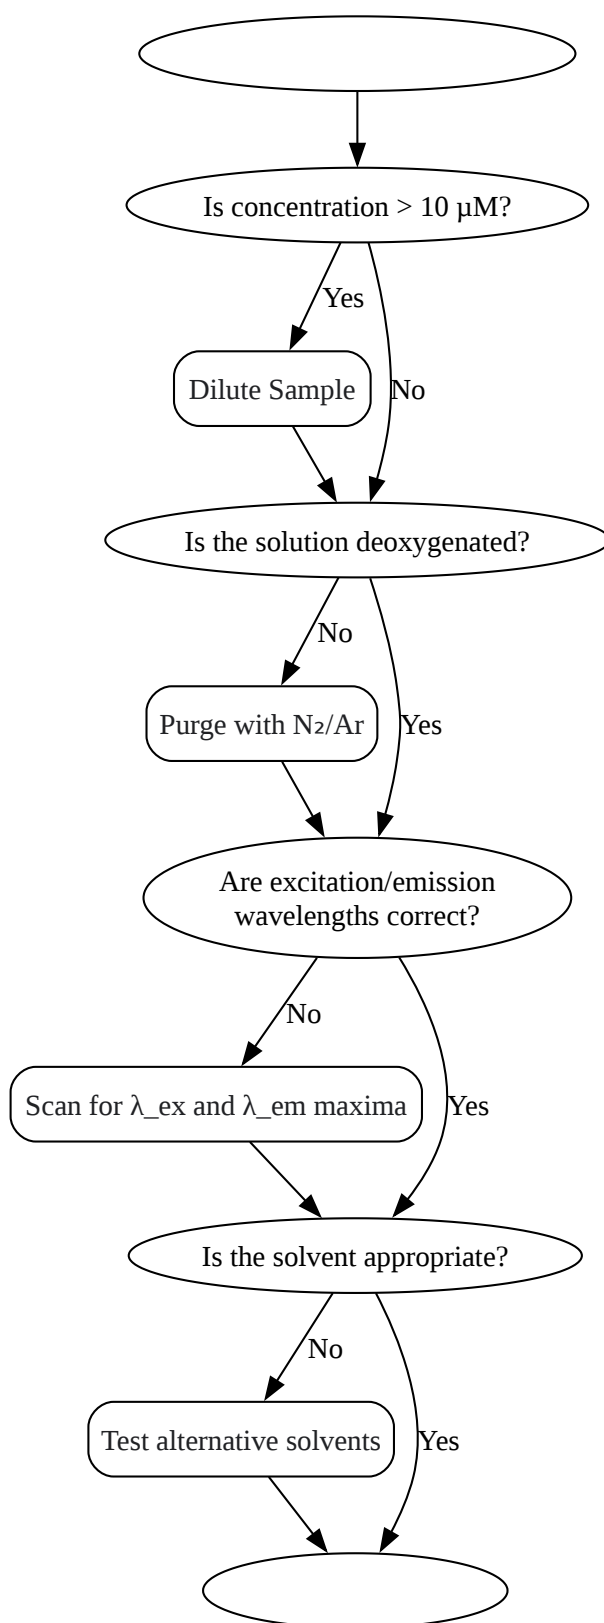 Is concentration > 10 µM?
Yes
Dilute Sample
No
Is the solution deoxygenated?
No
Purge with N₂/Ar
Yes
Are excitation/emission
wavelengths correct?
No
Scan for λ_ex and λ_em maxima
Yes
Is the solvent appropriate?
No
Test alternative solvents
Yes